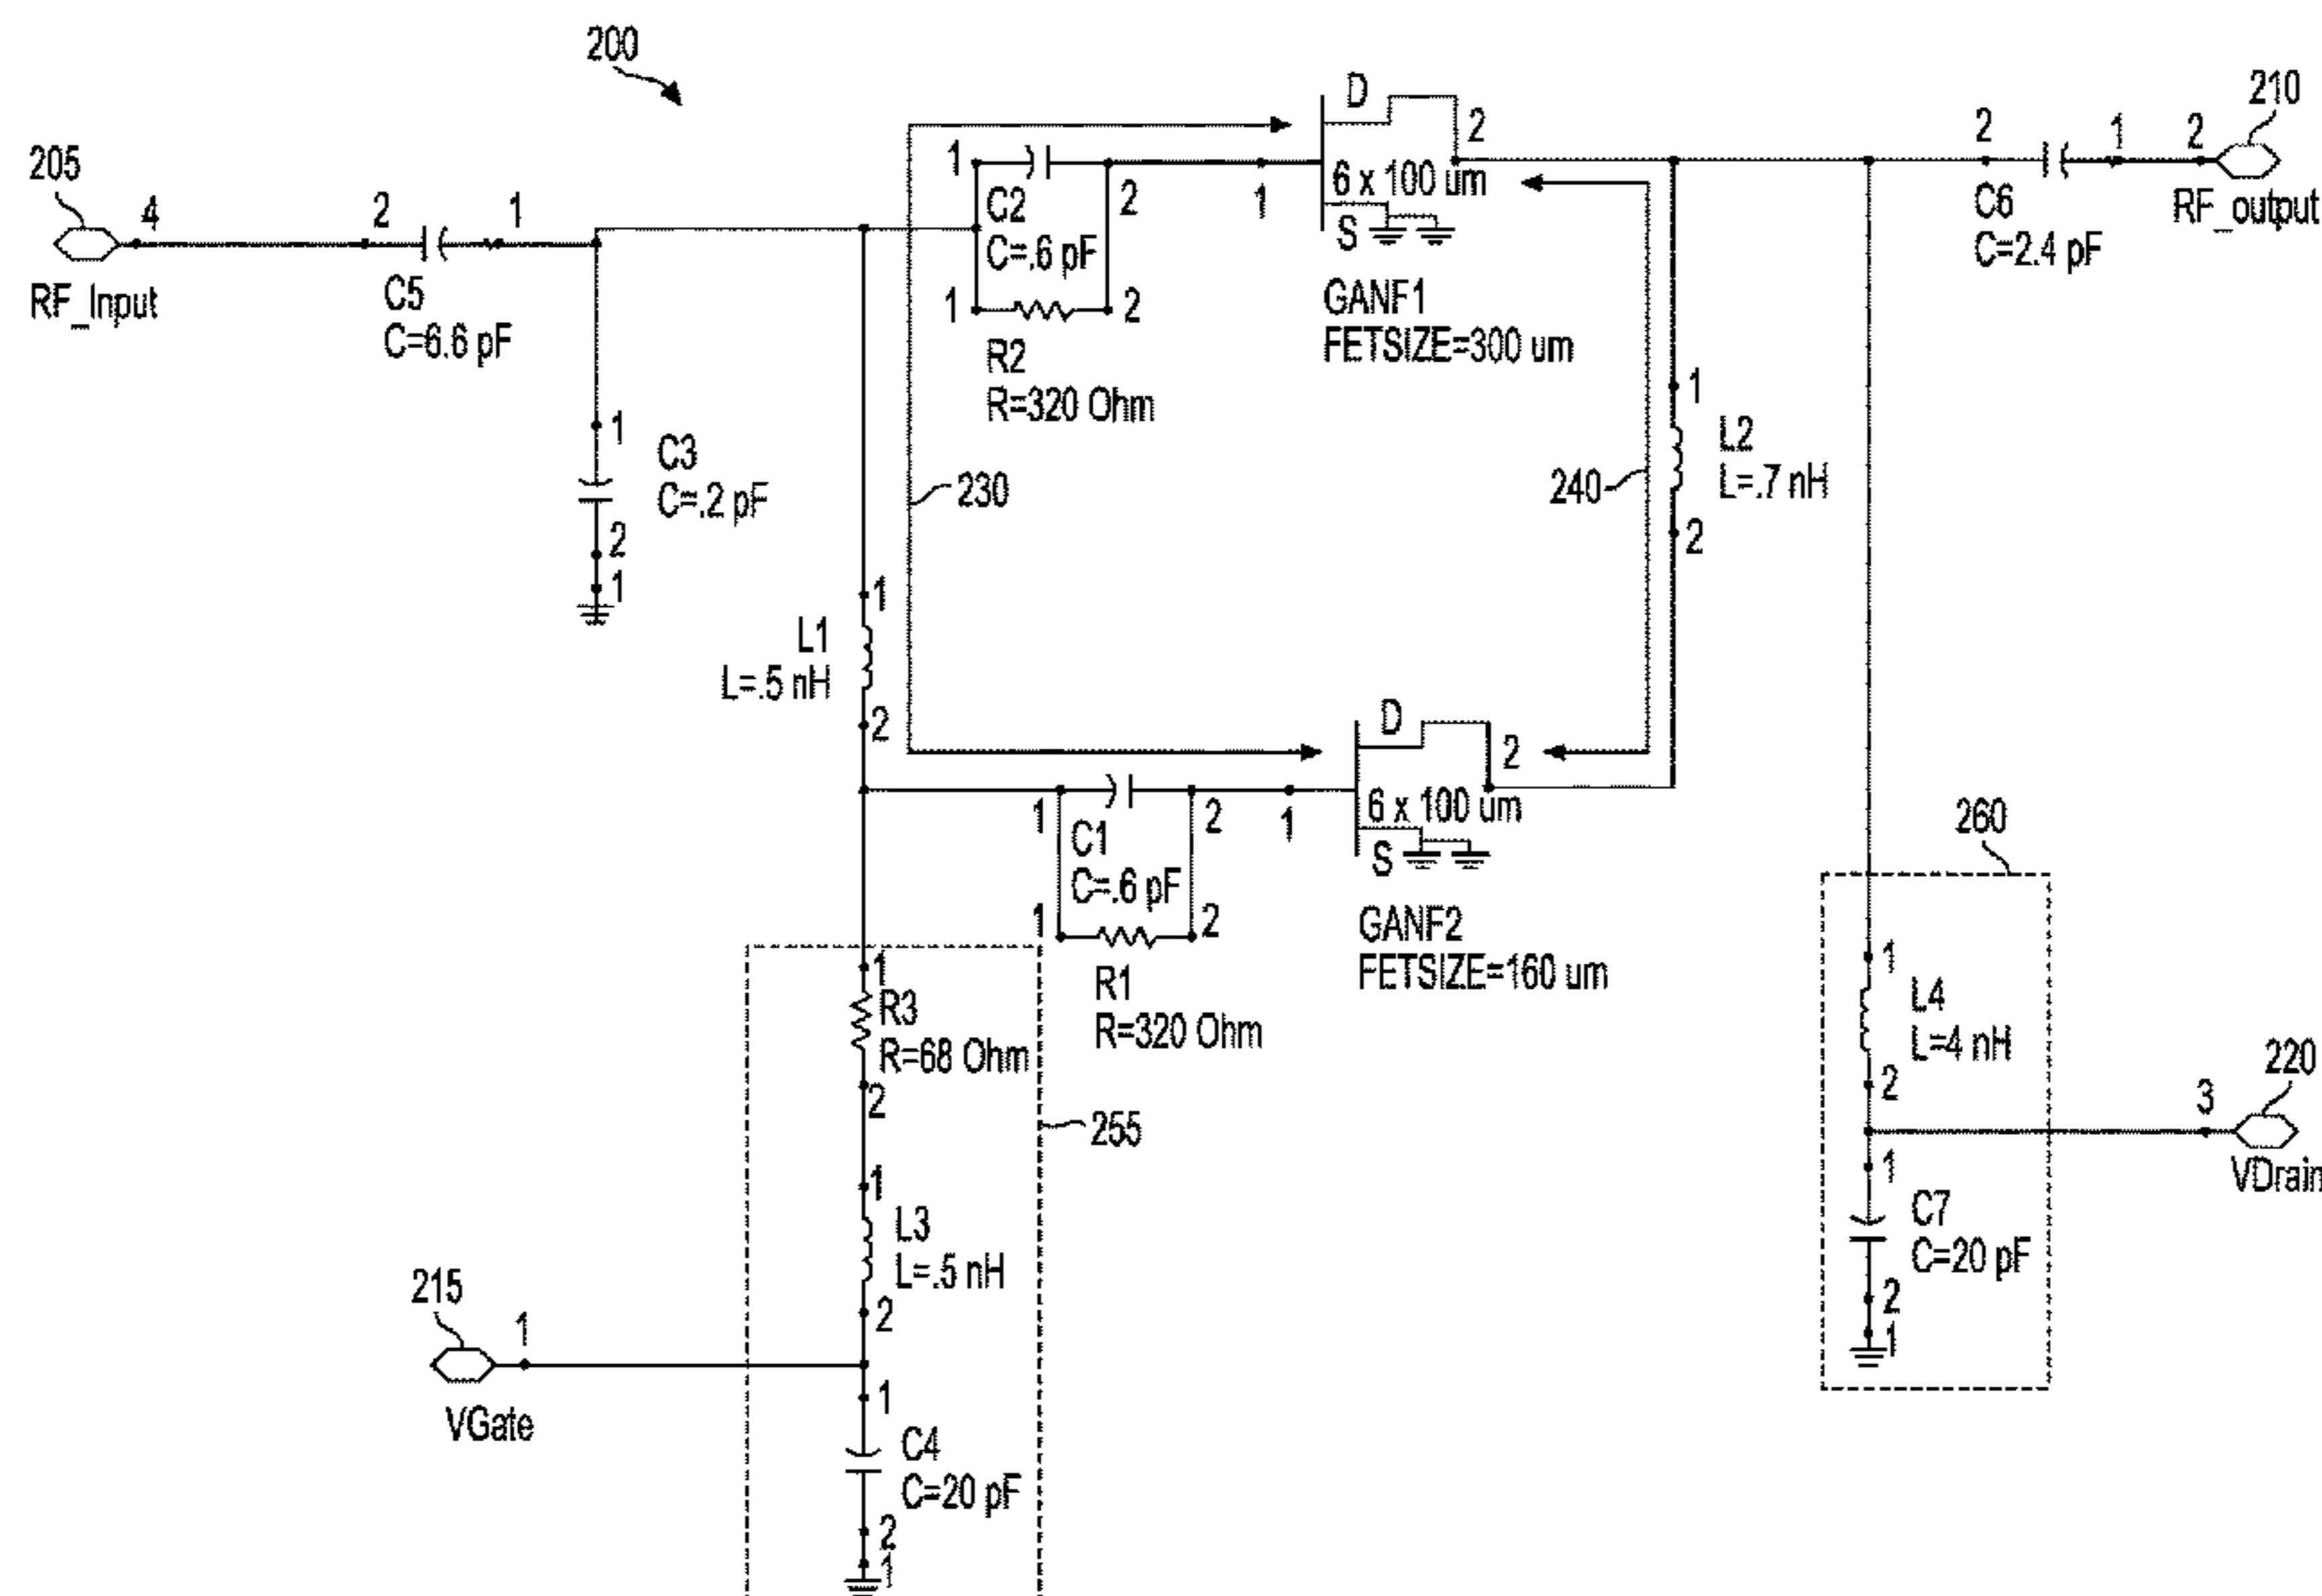 200
205
4
RF_Input
2
1
C5
C=6.6 pF
1
C3
C=.2 pF
2
1
1
2
C2
C=.6 pF
1
2
R2
R=320 Ohm
1
D
2
6 x 100 um
S
GANF1
FETSIZE=300 um
2
1
2
C6
C=2.4 pF
210
RF_output
230
240
1
L2
L=.7 nH
2
1
L1
L=.5 nH
2
1
2
C1
C=.6 pF
1
2
R1
R=320 Ohm
1
D
2
6 x 100 um
S
GANF2
FETSIZE=160 um
260
1
L4
L=4 nH
2
3
220
VDrain
1
C7
C=20 pF
2
1
1
R3
R=68 Ohm
2
255
1
L3
L=.5 nH
2
215
1
VGate
1
C4
C=20 pF
2
1